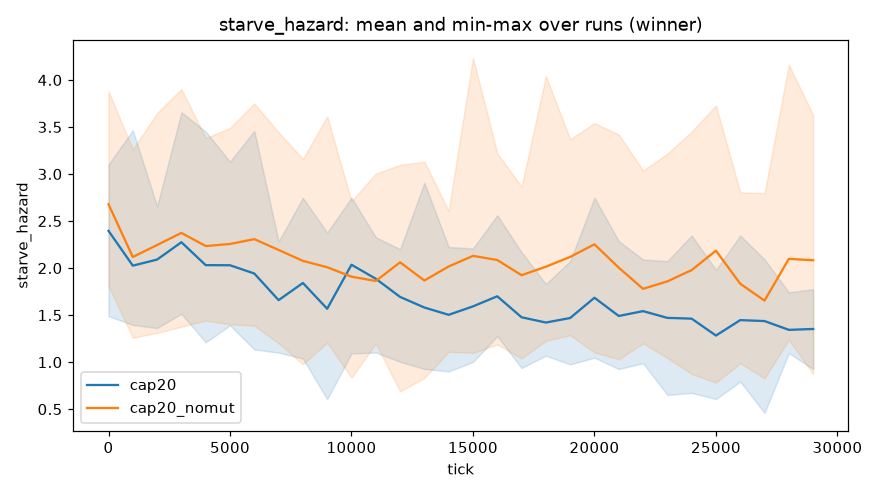 starve_hazard: mean and min-max over runs (winner)
4.0
3.5
3.0
2.5
2.0
1.5
1.0
0.5
starve_hazard
cap20
cap20_nomut
0 5000 10000 15000 20000 25000 30000
tick